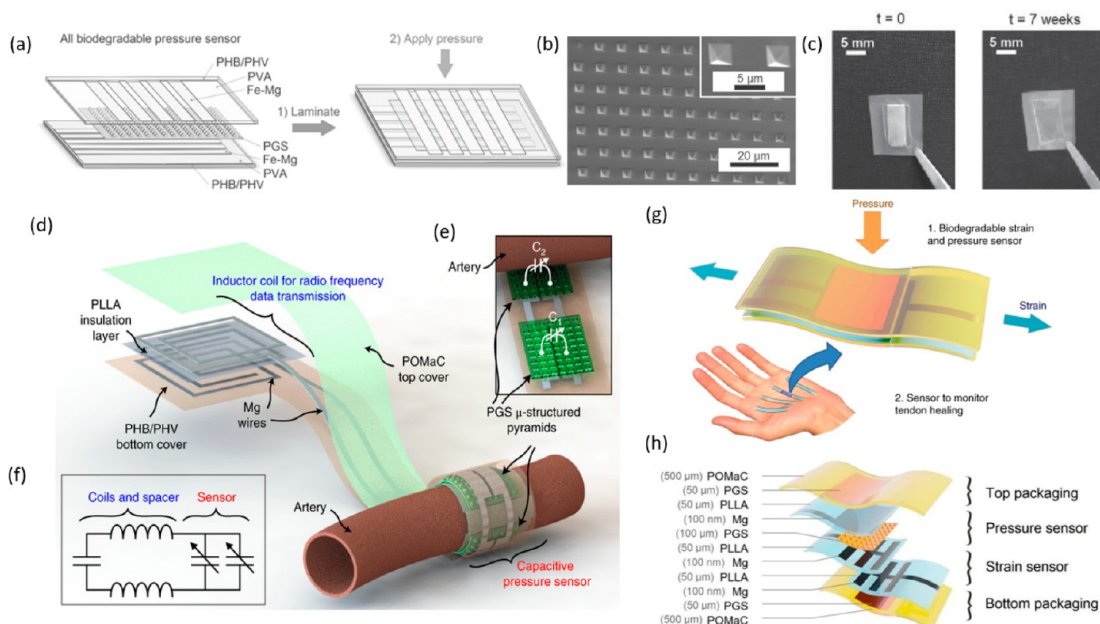 (a)
All biodegradable pressure sensor
PHB/PHV
PVA
Fe-Mg
1) Laminate
PGS
Fe-Mg
PVA
PHB/PHV
2) Apply pressure
(b)
5 µm
20 µm
(c)
t = 0
5 mm
t = 7 weeks
5 mm
(d)
Inductor coil for radio frequency
data transmission
PLLA
insulation
layer
POMaC
top cover
Mg
wires
PHB/PHV
bottom cover
Artery
Capacitive
pressure sensor
(e)
Artery
C2
C1
PGS µ-structured
pyramids
(f)
Coils and spacer
Sensor
(g)
Pressure
1. Biodegradable strain
and pressure sensor
Strain
2. Sensor to monitor
tendon healing
(h)
(500 µm) POMaC
(50 µm) PGS
(50 µm) PLLA
(100 nm) Mg
(100 µm) PGS
(50 µm) PLLA
(100 nm) Mg
(50 µm) PLLA
(100 nm) Mg
(50 µm) PGS
(500 µm) POMaC
Top packaging
Pressure sensor
Strain sensor
Bottom packaging